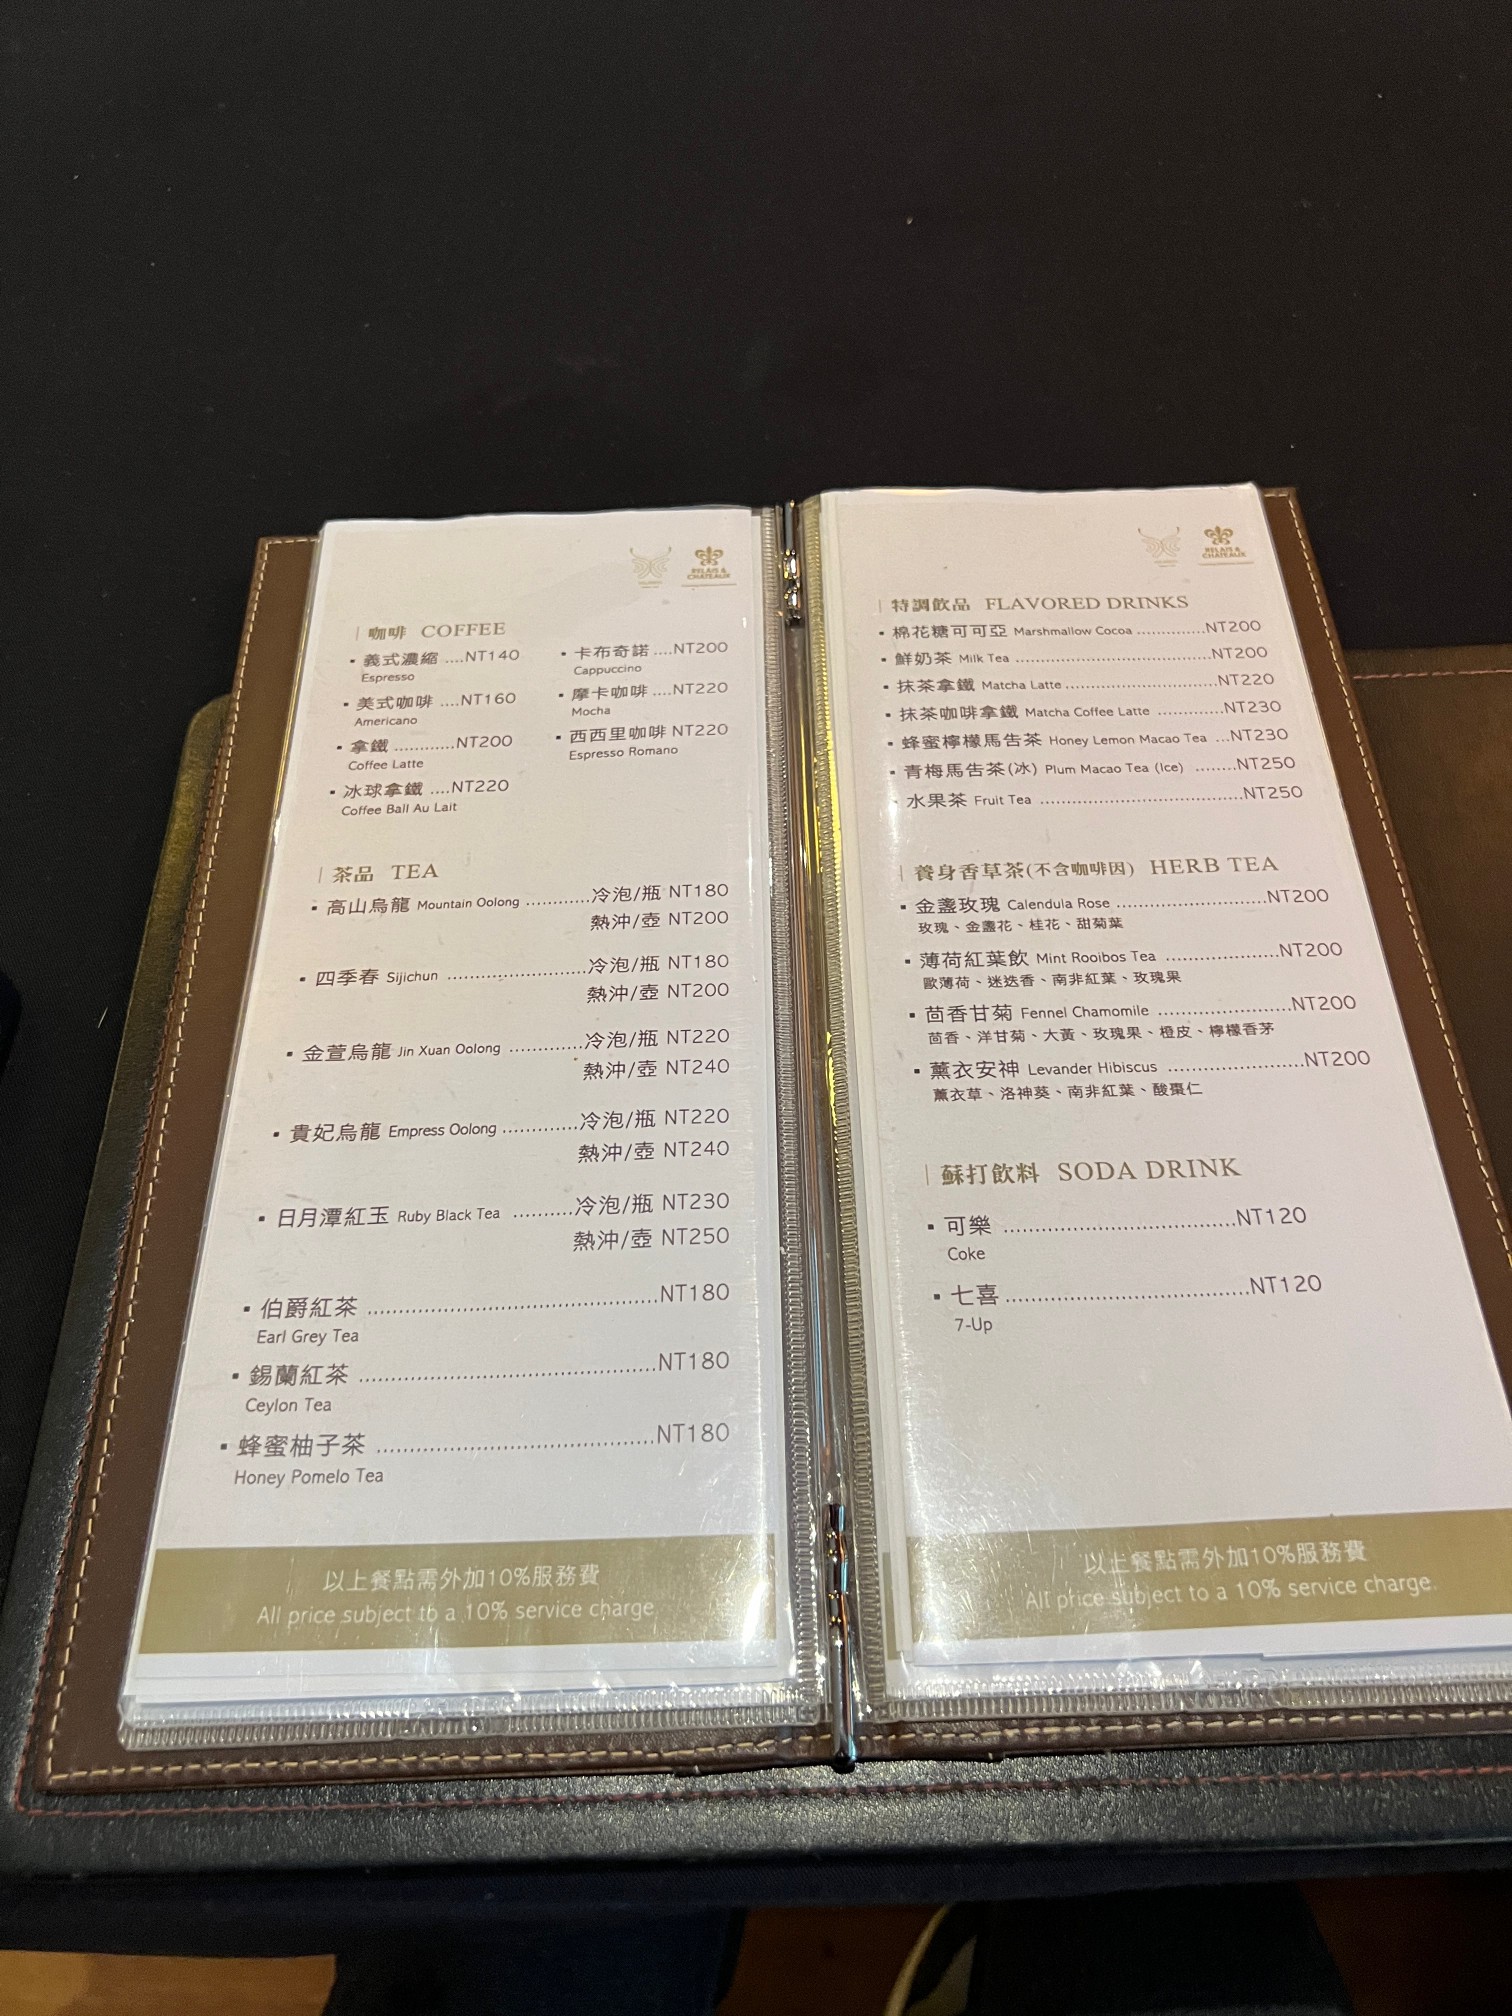 RELAIS & CHATEAUX
咖啡 COFFEE
義式濃縮 ....NT140
Espresso
美式咖啡 ....NT160
Americano
拿鐵 ............NT200
Coffee Latte
冰球拿鐵 ....NT220
Coffee Ball Au Lait
卡布奇諾 ....NT200
Cappuccino
摩卡咖啡 ....NT220
Mocha
西西里咖啡 NT220
Espresso Romano
茶品 TEA
高山烏龍 Mountain Oolong ............冷泡/瓶 NT180
熱沖/壺 NT200
四季春 Sijichun ..........................冷泡/瓶 NT180
熱沖/壺 NT200
金萱烏龍 Jin Xuan Oolong .............冷泡/瓶 NT220
熱沖/壺 NT240
貴妃烏龍 Empress Oolong .............冷泡/瓶 NT220
熱沖/壺 NT240
日月潭紅玉 Ruby Black Tea ..........冷泡/瓶 NT230
熱沖/壺 NT250
伯爵紅茶 ................................................NT180
Earl Grey Tea
錫蘭紅茶 ................................................NT180
Ceylon Tea
蜂蜜柚子茶 .............................................NT180
Honey Pomelo Tea
以上餐點需外加10%服務費
All price subject to a 10% service charge
RELAIS & CHATEAUX
特調飲品 FLAVORED DRINKS
棉花糖可可亞 Marshmallow Cocoa ..............NT200
鮮奶茶 Milk Tea ........................................NT200
抹茶拿鐵 Matcha Latte...............................NT220
抹茶咖啡拿鐵 Matcha Coffee Latte .............NT230
蜂蜜檸檬馬告茶 Honey Lemon Macao Tea ...NT230
青梅馬告茶(冰) Plum Macao Tea (Ice) ........NT250
水果茶 Fruit Tea ........................................NT250
養身香草茶(不含咖啡因) HERB TEA
金盞玫瑰 Calendula Rose ............................NT200
玫瑰、金盞花、桂花、甜菊葉
薄荷紅葉飲 Mint Rooibos Tea .....................NT200
歐薄荷、迷迭香、南非紅葉、玫瑰果
茴香甘菊 Fennel Chamomile ........................NT200
茴香、洋甘菊、大黃、玫瑰果、橙皮、檸檬香茅
薰衣安神 Levander Hibiscus ........................NT200
薰衣草、洛神葵、南非紅葉、酸棗仁
蘇打飲料 SODA DRINK
可樂 .....................................NT120
Coke
七喜.......................................NT120
7-Up
以上餐點需外加10%服務費
All price subject to a 10% service charge.